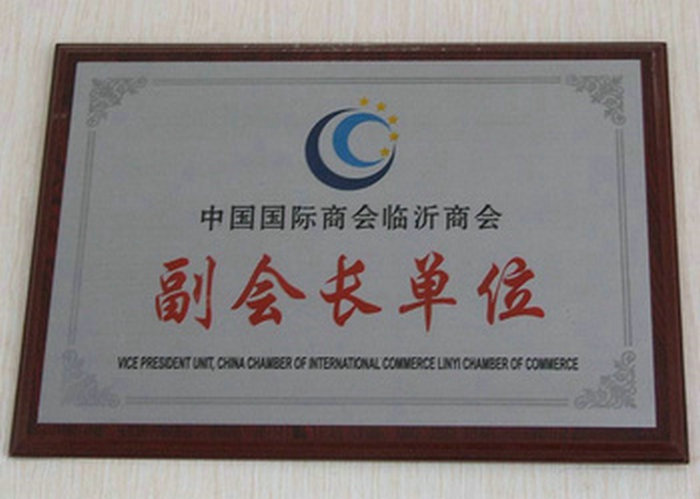 中国国际商会临沂商会
副会长单位
VICE PRESIDENT UNIT, CHINA CHAMBER OF INTERNATIONAL COMMERCE LINYI CHAMBER OF COMMERCE